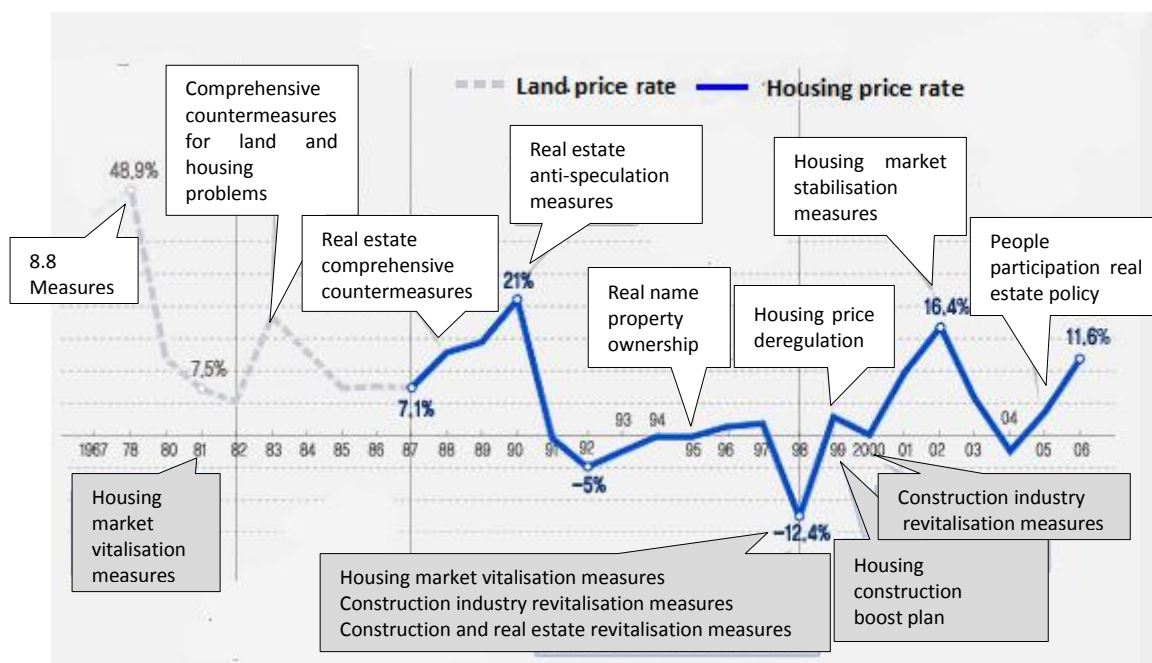 Land price rate
Housing price rate
Comprehensive
countermeasures
for land and
housing
problems
48,9%
8.8
Measures
Real estate
comprehensive
countermeasures
Real estate
anti-speculation
measures
21%
Housing market
stabilisation
measures
16,4%
People
participation real
estate policy
11,6%
Real name
property
ownership
Housing price
deregulation
7,5%
7,1%
93 94 04
1967 78 80 81 82 83 84 85 86 87 88 89 90 91 92 95 96 97 98 99 2000 01 02 03 05 06
-5%
-12,4%
Housing
market
vitalisation
measures
Housing market vitalisation measures
Construction industry revitalisation measures
Construction and real estate revitalisation measures
Housing
construction
boost plan
Construction industry
revitalisation measures